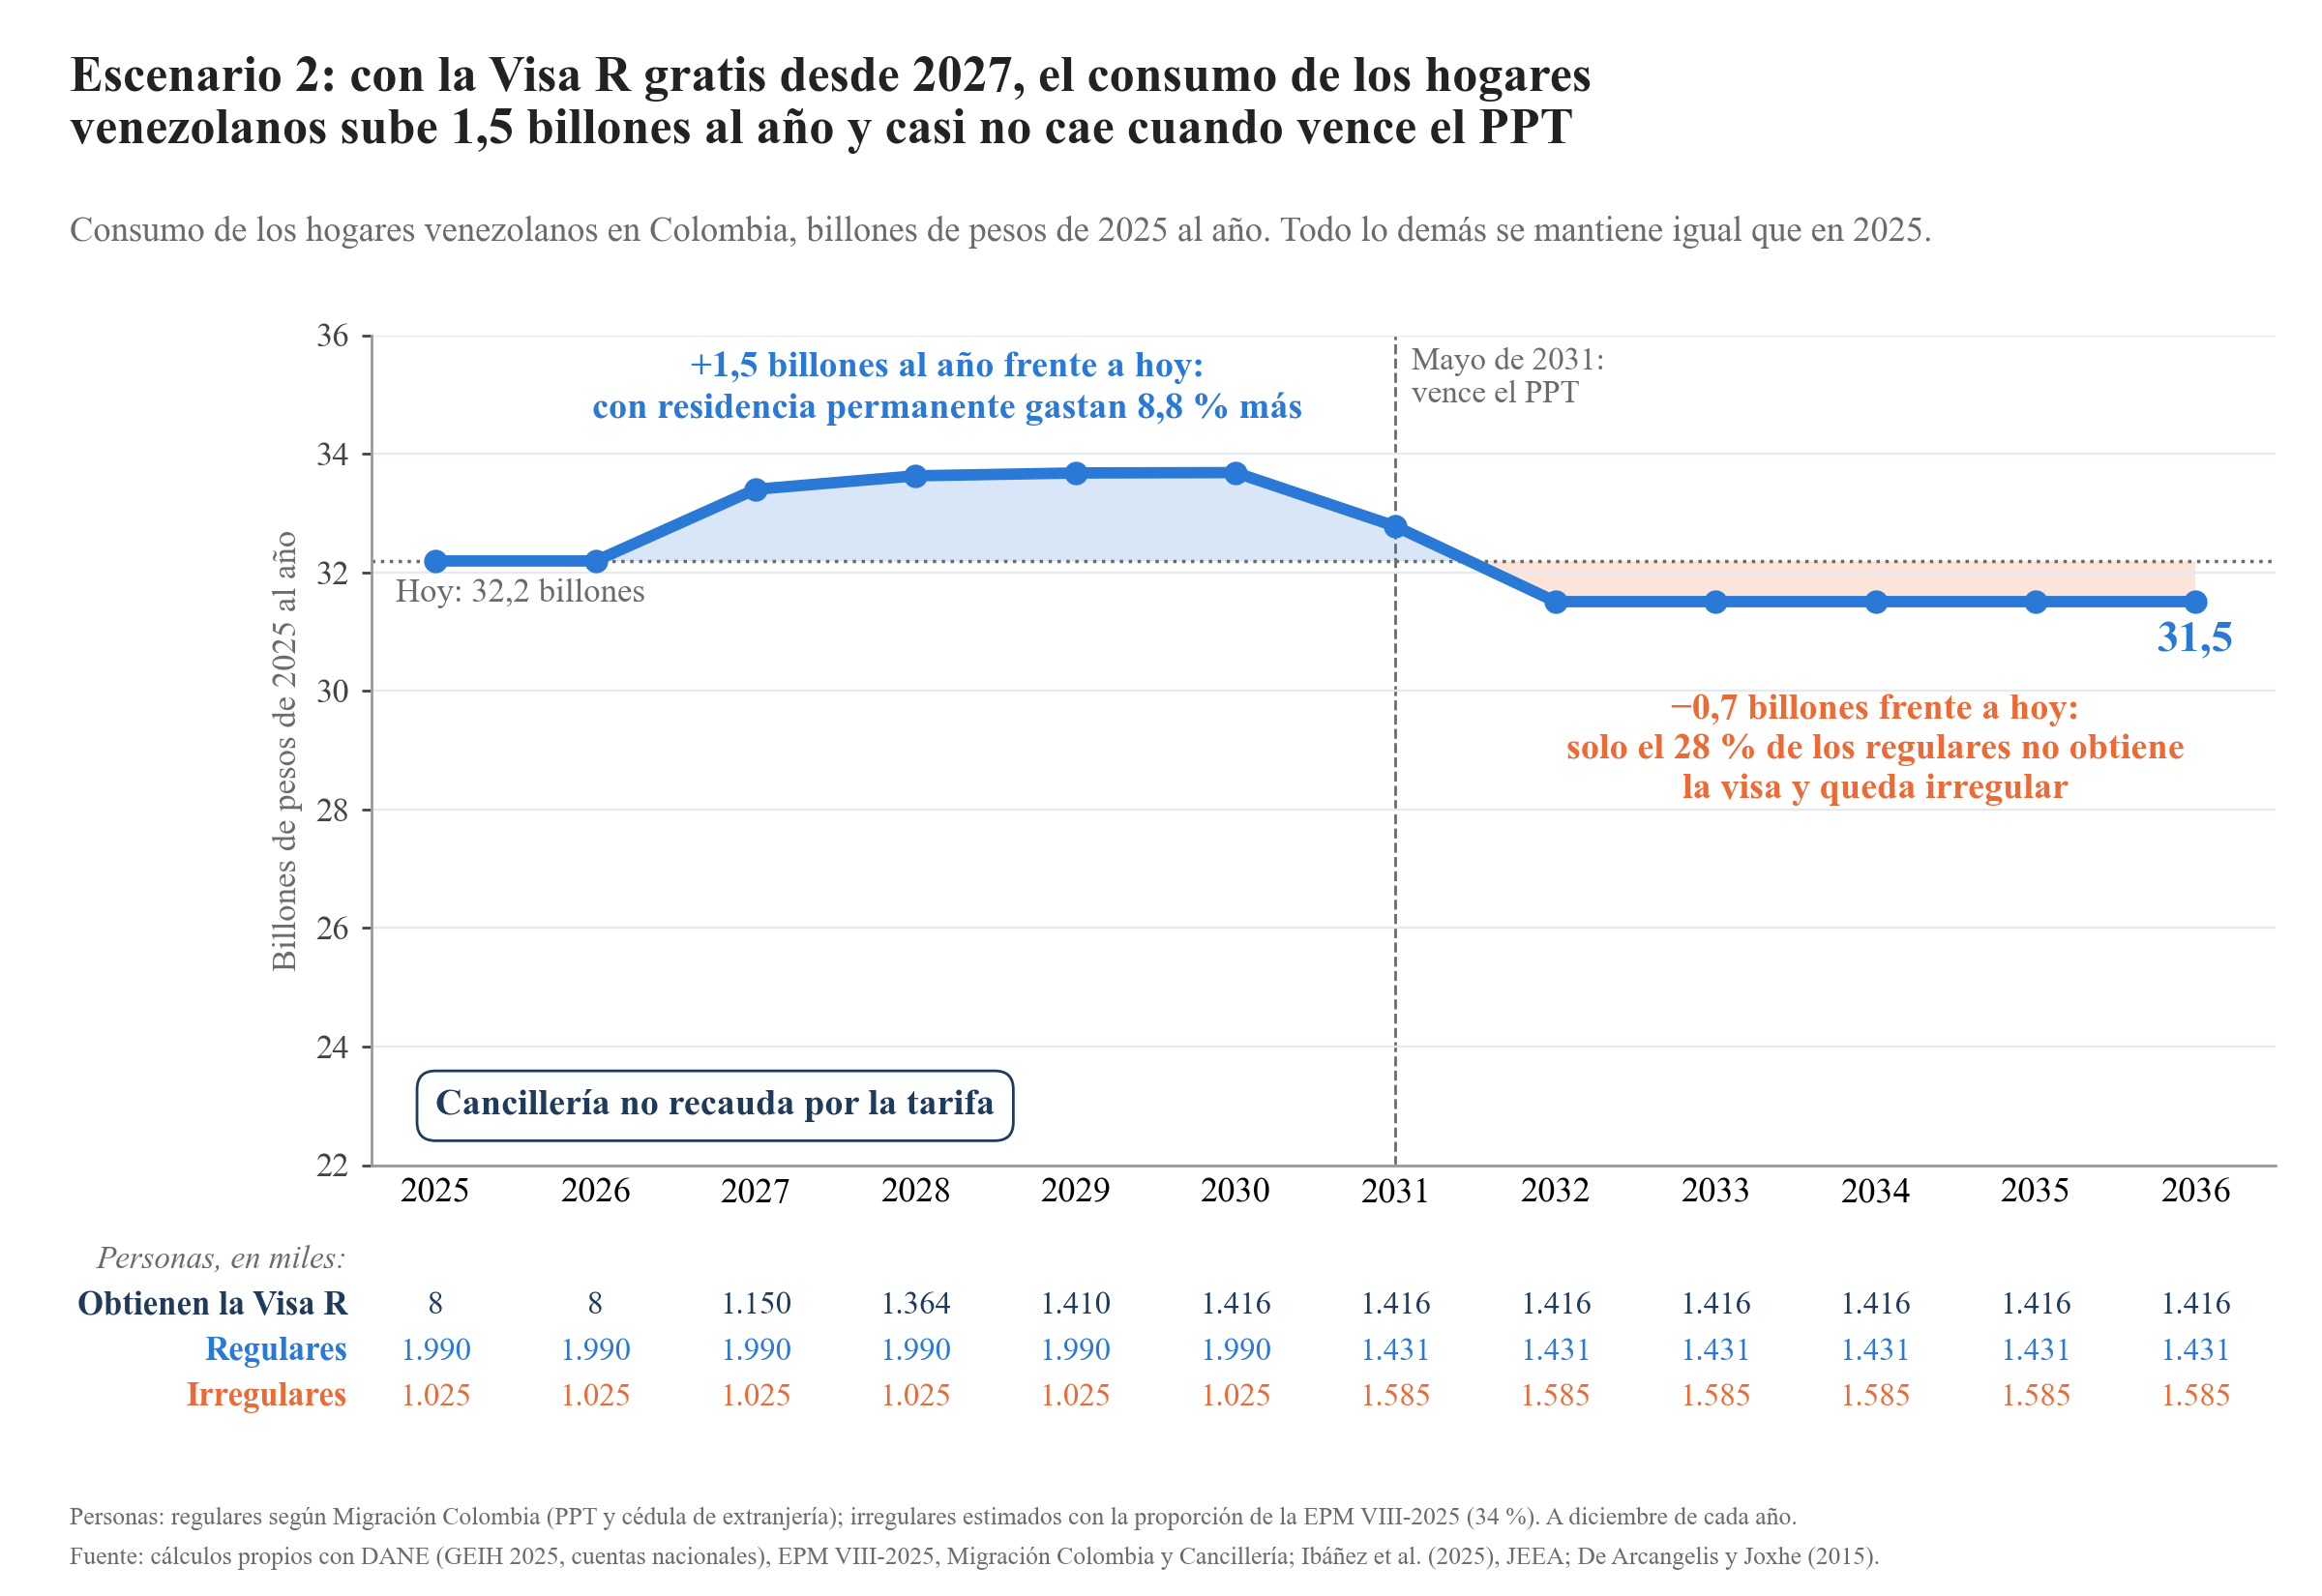 Escenario 2: con la Visa R gratis desde 2027, el consumo de los hogares
venezolanos sube 1,5 billones al año y casi no cae cuando vence el PPT
Consumo de los hogares venezolanos en Colombia, billones de pesos de 2025 al año. Todo lo demás se mantiene igual que en 2025.
Billones de pesos de 2025 al año
36
34
32
30
28
26
24
22
+1,5 billones al año frente a hoy:
con residencia permanente gastan 8,8 % más
Mayo de 2031:
vence el PPT
Hoy: 32,2 billones
31,5
−0,7 billones frente a hoy:
solo el 28 % de los regulares no obtiene
la visa y queda irregular
Cancillería no recauda por la tarifa
2025 2026 2027 2028 2029 2030 2031 2032 2033 2034 2035 2036
Personas, en miles:
Obtienen la Visa R 8 8 1.150 1.364 1.410 1.416 1.416 1.416 1.416 1.416 1.416 1.416
Regulares 1.990 1.990 1.990 1.990 1.990 1.990 1.431 1.431 1.431 1.431 1.431 1.431
Irregulares 1.025 1.025 1.025 1.025 1.025 1.025 1.585 1.585 1.585 1.585 1.585 1.585
Personas: regulares según Migración Colombia (PPT y cédula de extranjería); irregulares estimados con la proporción de la EPM VIII-2025 (34 %). A diciembre de cada año.
Fuente: cálculos propios con DANE (GEIH 2025, cuentas nacionales), EPM VIII-2025, Migración Colombia y Cancillería; Ibáñez et al. (2025), JEEA; De Arcangelis y Joxhe (2015).